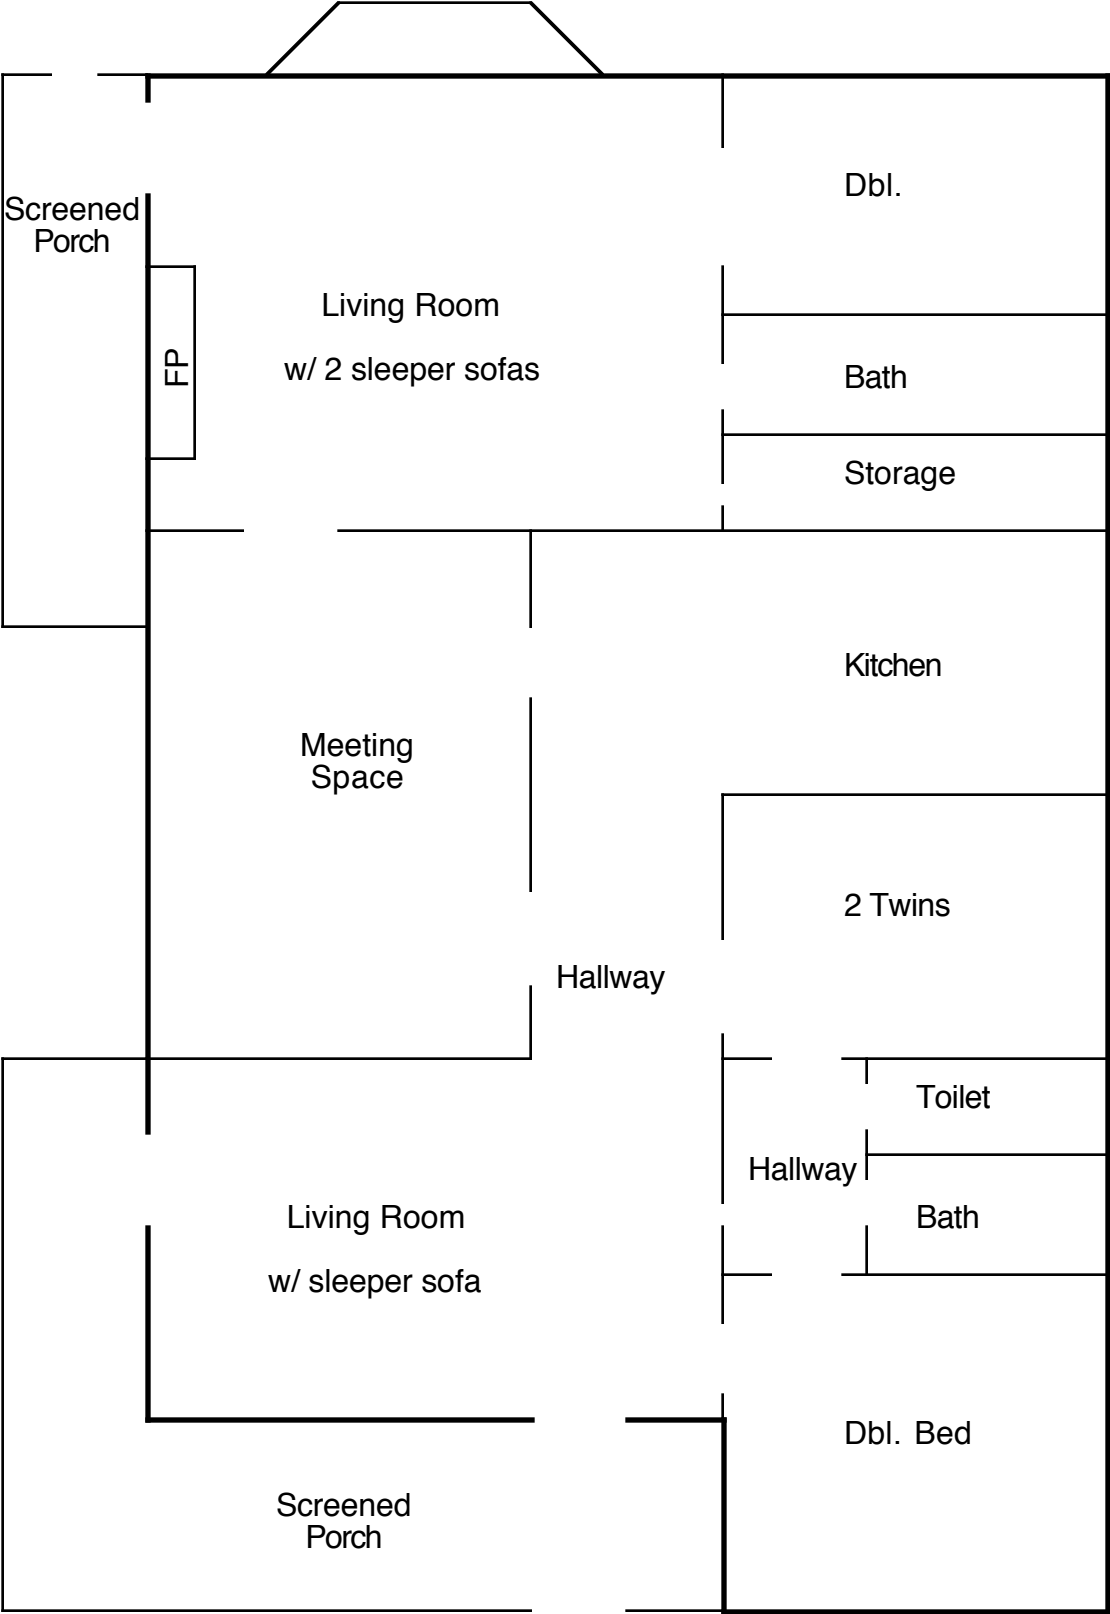 Dbl.
Screened
Porch
Living Room
w/ 2 sleeper sofas
FP
Bath
Storage
Kitchen
Meeting
Space
2 Twins
Hallway
Toilet
Hallway
Bath
Living Room
w/ sleeper sofa
Dbl. Bed
Screened
Porch